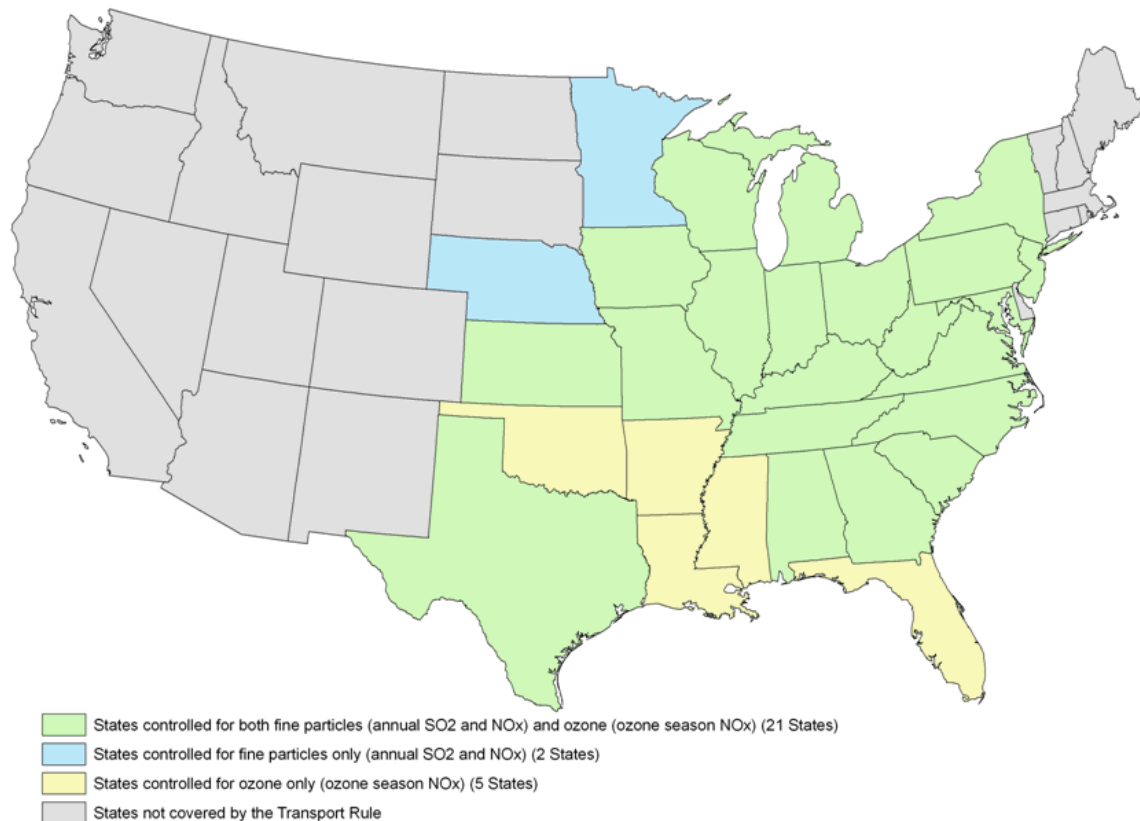 States controlled for both fine particles (annual SO2 and NOx) and ozone (ozone season NOx) (21 States)
States controlled for fine particles only (annual SO2 and NOx) (2 States)
States controlled for ozone only (ozone season NOx) (5 States)
States not covered by the Transport Rule